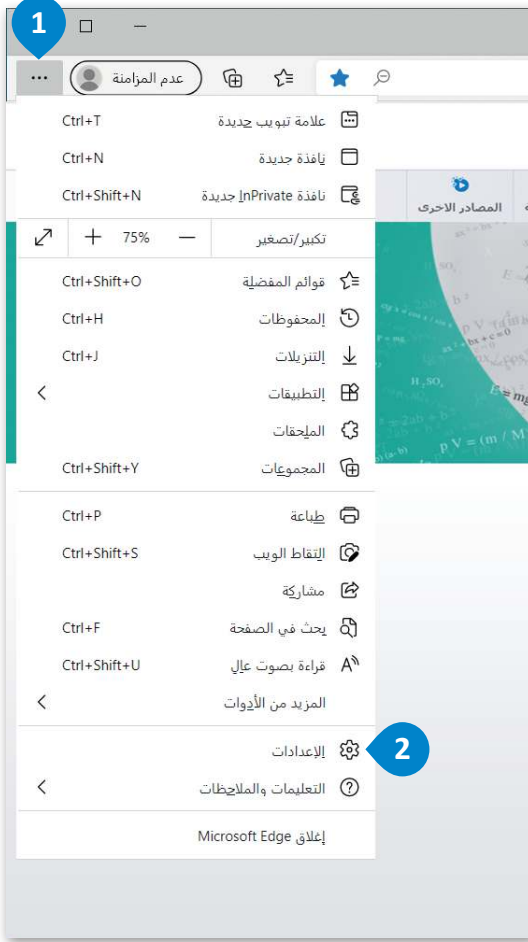 1
... عدم المزامنة
علامة تبويب جديدة Ctrl+T
نافذة جديدة Ctrl+N
نافذة InPrivate جديدة Ctrl+Shift+N
المصادر الاخرى
تكبير/تصغير — 75% +
قوائم المفضلة Ctrl+Shift+O
المحفوظات Ctrl+H
التنزيلات Ctrl+J
التطبيقات
الملحقات
المجموعات Ctrl+Shift+Y
طباعة Ctrl+P
التقاط الويب Ctrl+Shift+S
مشاركة
بحث في الصفحة Ctrl+F
قراءة بصوت عالٍ Ctrl+Shift+U
المزيد من الأدوات
الإعدادات 2
التعليمات والملاحظات
إغلاق Microsoft Edge